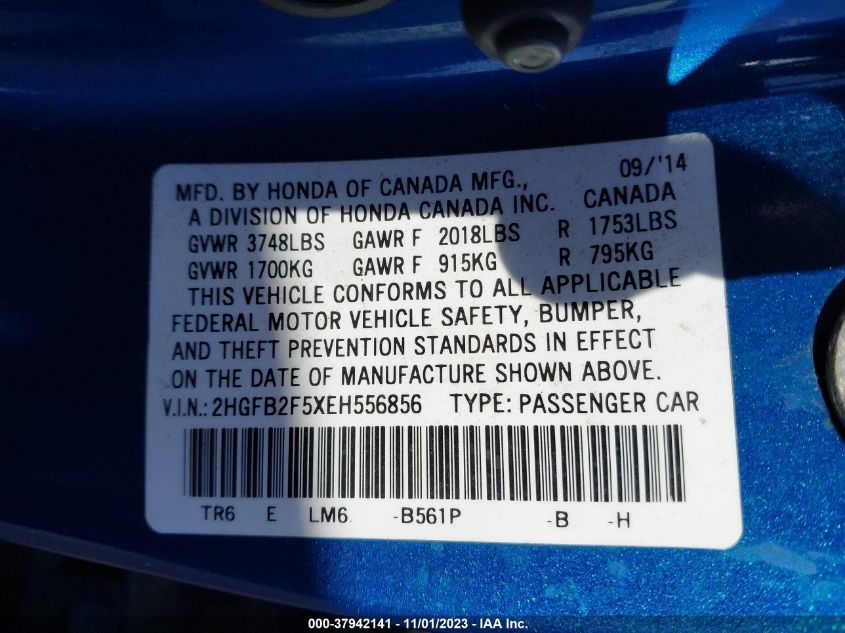 09/'14
MFD. BY HONDA OF CANADA MFG.,
A DIVISION OF HONDA CANADA INC. CANADA
GVWR 3748LBS GAWR F 2018LBS R 1753LBS
GVWR 1700KG GAWR F 915KG R 795KG
THIS VEHICLE CONFORMS TO ALL APPLICABLE
FEDERAL MOTOR VEHICLE SAFETY, BUMPER,
AND THEFT PREVENTION STANDARDS IN EFFECT
ON THE DATE OF MANUFACTURE SHOWN ABOVE.
V.I.N.: 2HGFB2F5XEH556856 TYPE: PASSENGER CAR
TR6 E LM6 -B561P -B -H
000-37942141 - 11/01/2023 - IAA Inc.